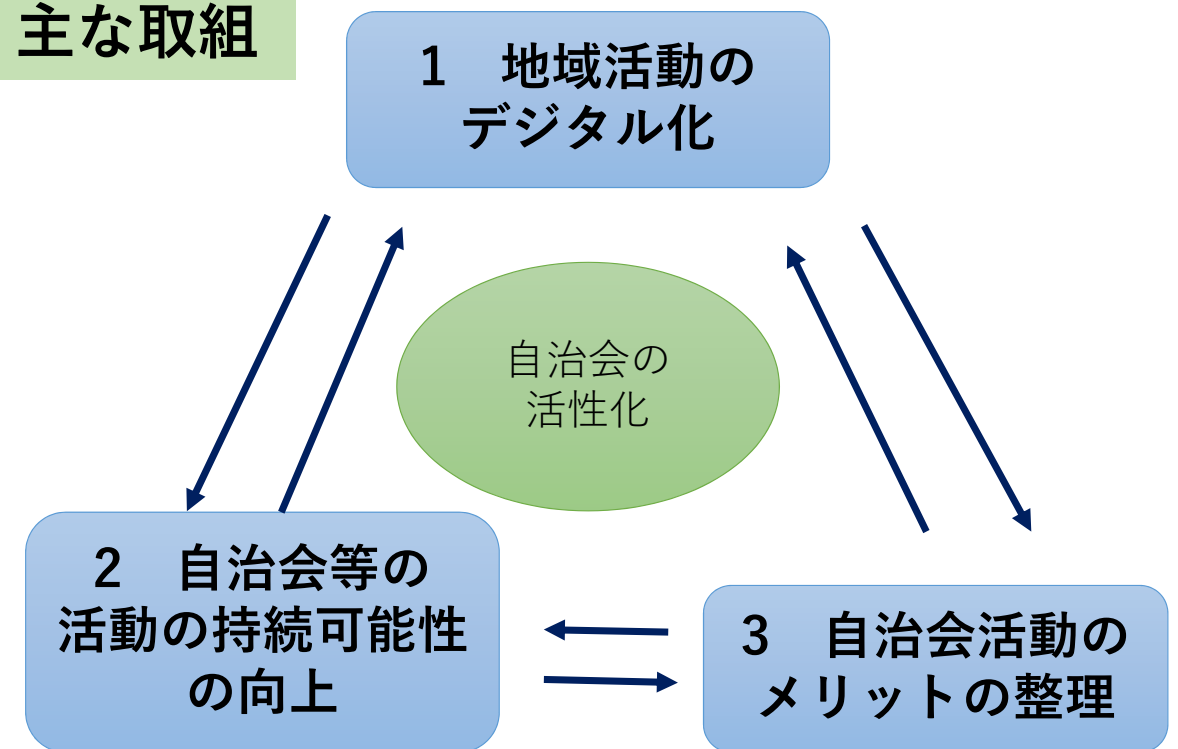 主な取組
1　地域活動の
デジタル化
自治会の
活性化
2　自治会等の
活動の持続可能性
の向上
3　自治会活動の
メリットの整理